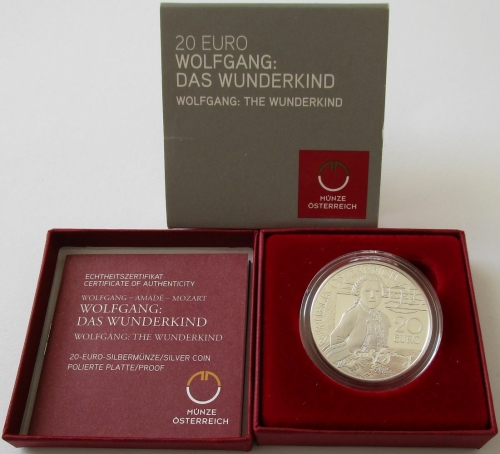 20 EURO
WOLFGANG:
DAS WUNDERKIND
WOLFGANG: THE WUNDERKIND
MÜNZE
ÖSTERREICH
ECHTHEITSZERTIFIKAT
CERTIFICATE OF AUTHENTICITY
WOLFGANG – AMADÉ – MOZART
WOLFGANG:
DAS WUNDERKIND
WOLFGANG: THE WUNDERKIND
20-EURO-SILBERMÜNZE/SILVER COIN
POLIERTE PLATTE/PROOF
MÜNZE
ÖSTERREICH
20
EURO